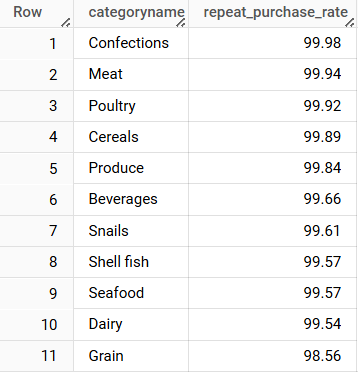 Row categoryname repeat_purchase_rate
1 Confections 99.98
2 Meat 99.94
3 Poultry 99.92
4 Cereals 99.89
5 Produce 99.84
6 Beverages 99.66
7 Snails 99.61
8 Shell fish 99.57
9 Seafood 99.57
10 Dairy 99.54
11 Grain 98.56